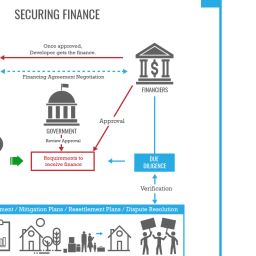 SECURING FINANCE
Once approved,
Developer gets the finance.
Financing Agreement Negotiation
$
FINANCIERS
GOVERNMENT
Approval
Review Approval
Requirements to
receive finance
DUE
DILIGENCE
Verification
ment / Mitigation Plans / Resettlement Plans / Dispute Resolution